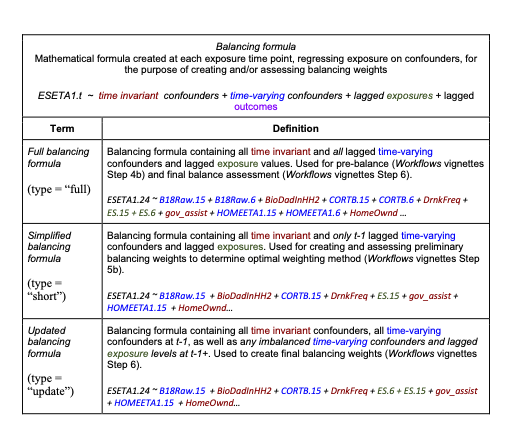 Balancing formula
Mathematical formula created at each exposure time point, regressing exposure on confounders, for
the purpose of creating and/or assessing balancing weights
ESETA1.t ~ time invariant confounders + time-varying confounders + lagged exposures + lagged
outcomes
Term
Definition
Full balancing
formula
(type = “full)
Balancing formula containing all time invariant and all lagged time-varying
confounders and lagged exposure values. Used for pre-balance (Workflows vignettes
Step 4b) and final balance assessment (Workflows vignettes Step 6).
ESETA1.24 ~ B18Raw.15 + B18Raw.6 + BioDadInHH2 + CORTB.15 + CORTB.6 + DrnkFreq +
ES.15 + ES.6 + gov_assist + HOMEETA1.15 + HOMEETA1.6 + HomeOwnd ...
Simplified
balancing
formula
(type =
“short”)
Balancing formula containing all time invariant and only t-1 lagged time-varying
confounders and lagged exposures. Used for creating and assessing preliminary
balancing weights to determine optimal weighting method (Workflows vignettes Step
5b).
ESETA1.24 ~ B18Raw.15 + BioDadInHH2 + CORTB.15 + DrnkFreq + ES.15 + gov_assist +
HOMEETA1.15 + HomeOwnd...
Updated
balancing
formula
(type =
“update”)
Balancing formula containing all time invariant confounders, all time-varying
confounders at t-1, as well as any imbalanced time-varying confounders and lagged
exposure levels at t-1+. Used to create final balancing weights (Workflows vignettes
Step 6).
ESETA1.24 ~ B18Raw.15 + BioDadInHH2 + CORTB.15 + DrnkFreq + ES.6 + ES.15 + gov_assist
+ HOMEETA1.15 + HomeOwnd...